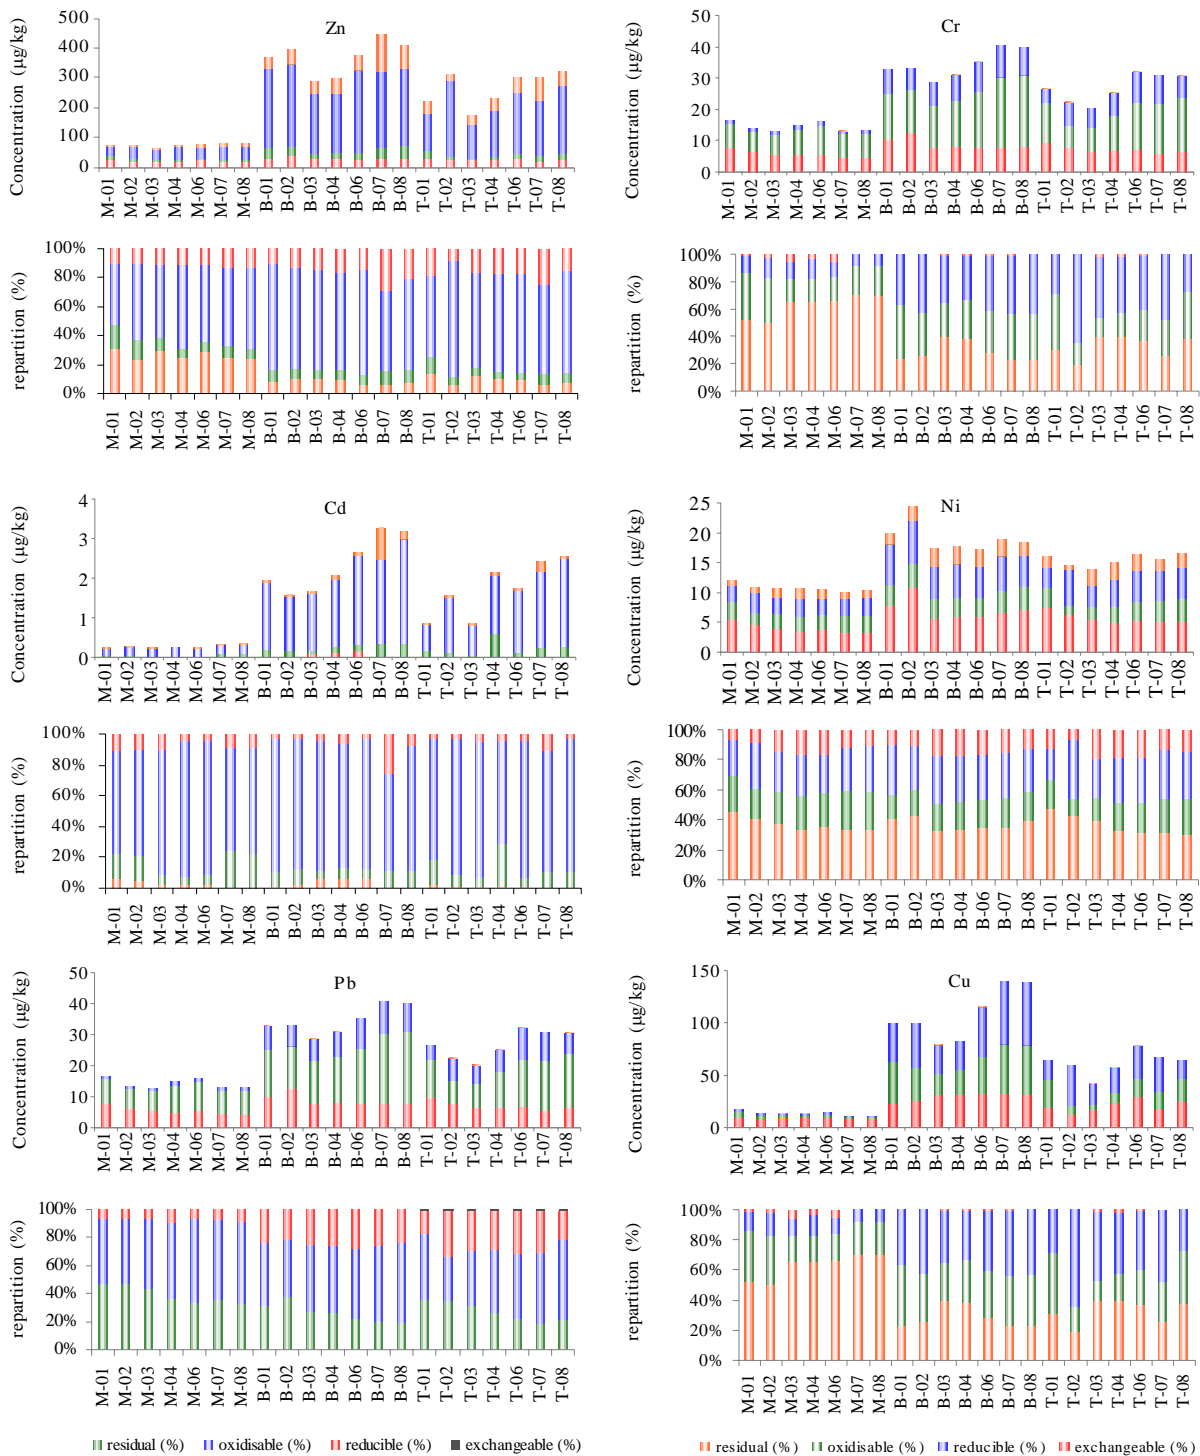 Zn
Concentration (µg/kg)
500
400
300
200
100
0
M-01 M-02 M-03 M-04 M-06 M-07 M-08 B-01 B-02 B-03 B-04 B-06 B-07 B-08 T-01 T-02 T-03 T-04 T-06 T-07 T-08
repartition (%)
100%
80%
60%
40%
20%
0%
M-01 M-02 M-03 M-04 M-06 M-07 M-08 B-01 B-02 B-03 B-04 B-06 B-07 B-08 T-01 T-02 T-03 T-04 T-06 T-07 T-08
Cr
Concentration (µg/kg)
50
40
30
20
10
0
M-01 M-02 M-03 M-04 M-06 M-07 M-08 B-01 B-02 B-03 B-04 B-06 B-07 B-08 T-01 T-02 T-03 T-04 T-06 T-07 T-08
repartition (%)
100%
80%
60%
40%
20%
0%
M-01 M-02 M-03 M-04 M-06 M-07 M-08 B-01 B-02 B-03 B-04 B-06 B-07 B-08 T-01 T-02 T-03 T-04 T-06 T-07 T-08
Cd
Concentration (µg/kg)
4
3
2
1
0
M-01 M-02 M-03 M-04 M-06 M-07 M-08 B-01 B-02 B-03 B-04 B-06 B-07 B-08 T-01 T-02 T-03 T-04 T-06 T-07 T-08
repartition (%)
100%
80%
60%
40%
20%
0%
M-01 M-02 M-03 M-04 M-06 M-07 M-08 B-01 B-02 B-03 B-04 B-06 B-07 B-08 T-01 T-02 T-03 T-04 T-06 T-07 T-08
Ni
Concentration (µg/kg)
25
20
15
10
5
0
M-01 M-02 M-03 M-04 M-06 M-07 M-08 B-01 B-02 B-03 B-04 B-06 B-07 B-08 T-01 T-02 T-03 T-04 T-06 T-07 T-08
repartition (%)
100%
80%
60%
40%
20%
0%
M-01 M-02 M-03 M-04 M-06 M-07 M-08 B-01 B-02 B-03 B-04 B-06 B-07 B-08 T-01 T-02 T-03 T-04 T-06 T-07 T-08
Pb
Concentration (µg/kg)
50
40
30
20
10
0
M-01 M-02 M-03 M-04 M-06 M-07 M-08 B-01 B-02 B-03 B-04 B-06 B-07 B-08 T-01 T-02 T-03 T-04 T-06 T-07 T-08
repartition (%)
100%
80%
60%
40%
20%
0%
M-01 M-02 M-03 M-04 M-06 M-07 M-08 B-01 B-02 B-03 B-04 B-06 B-07 B-08 T-01 T-02 T-03 T-04 T-06 T-07 T-08
residual (%) oxidisable (%) reducible (%) exchangeable (%)
Cu
Concentration (µg/kg)
150
100
50
0
M-01 M-02 M-03 M-04 M-06 M-07 M-08 B-01 B-02 B-03 B-04 B-06 B-07 B-08 T-01 T-02 T-03 T-04 T-06 T-07 T-08
repartition (%)
100%
80%
60%
40%
20%
0%
M-01 M-02 M-03 M-04 M-06 M-07 M-08 B-01 B-02 B-03 B-04 B-06 B-07 B-08 T-01 T-02 T-03 T-04 T-06 T-07 T-08
residual (%) oxidisable (%) reducible (%) exchangeable (%)